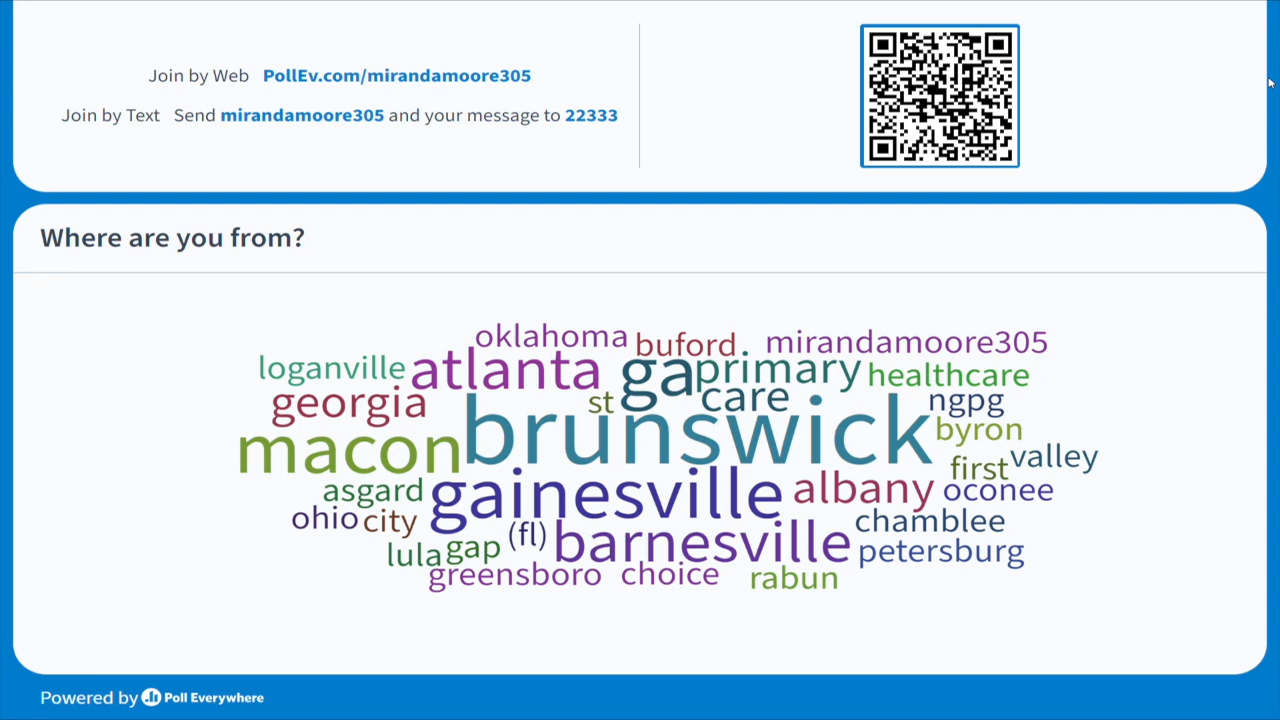 Join by Web PollEv.com/mirandamoore305
Join by Text Send mirandamoore305 and your message to 22333
Where are you from?
oklahoma buford mirandamoore305
loganville atlanta ga primary healthcare
georgia st care ngpg
macon brunswick byron
first valley
asgard gainesville albany oconee
ohio city (fl) barnesville chamblee
lula gap petersburg
greensboro choice rabun
Powered by Poll Everywhere